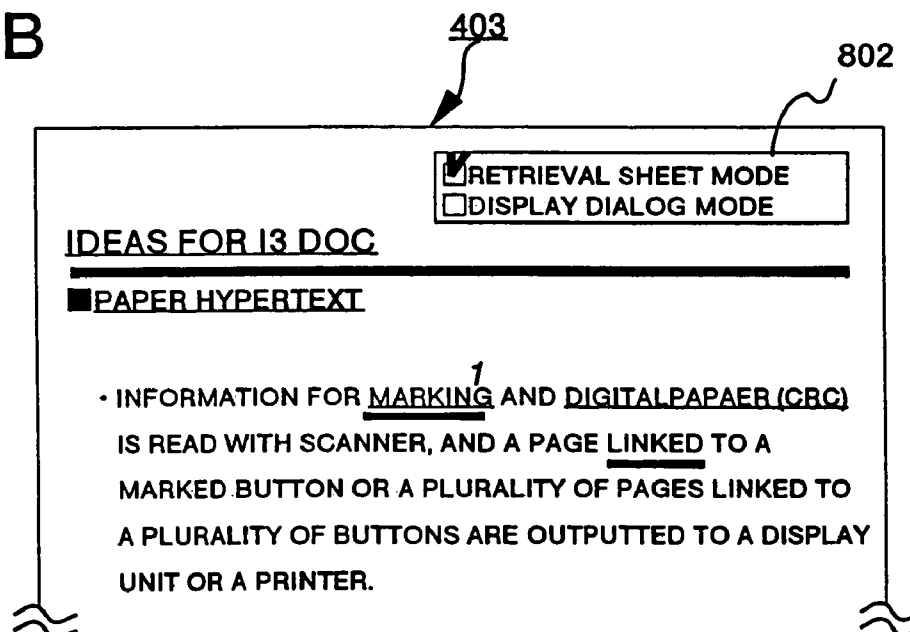 B
403
802
RETRIEVAL SHEET MODE
DISPLAY DIALOG MODE
IDEAS FOR I3 DOC
PAPER HYPERTEXT
1
· INFORMATION FOR MARKING AND DIGITALPAPAER (CRC)
IS READ WITH SCANNER, AND A PAGE LINKED TO A
MARKED BUTTON OR A PLURALITY OF PAGES LINKED TO
A PLURALITY OF BUTTONS ARE OUTPUTTED TO A DISPLAY
UNIT OR A PRINTER.